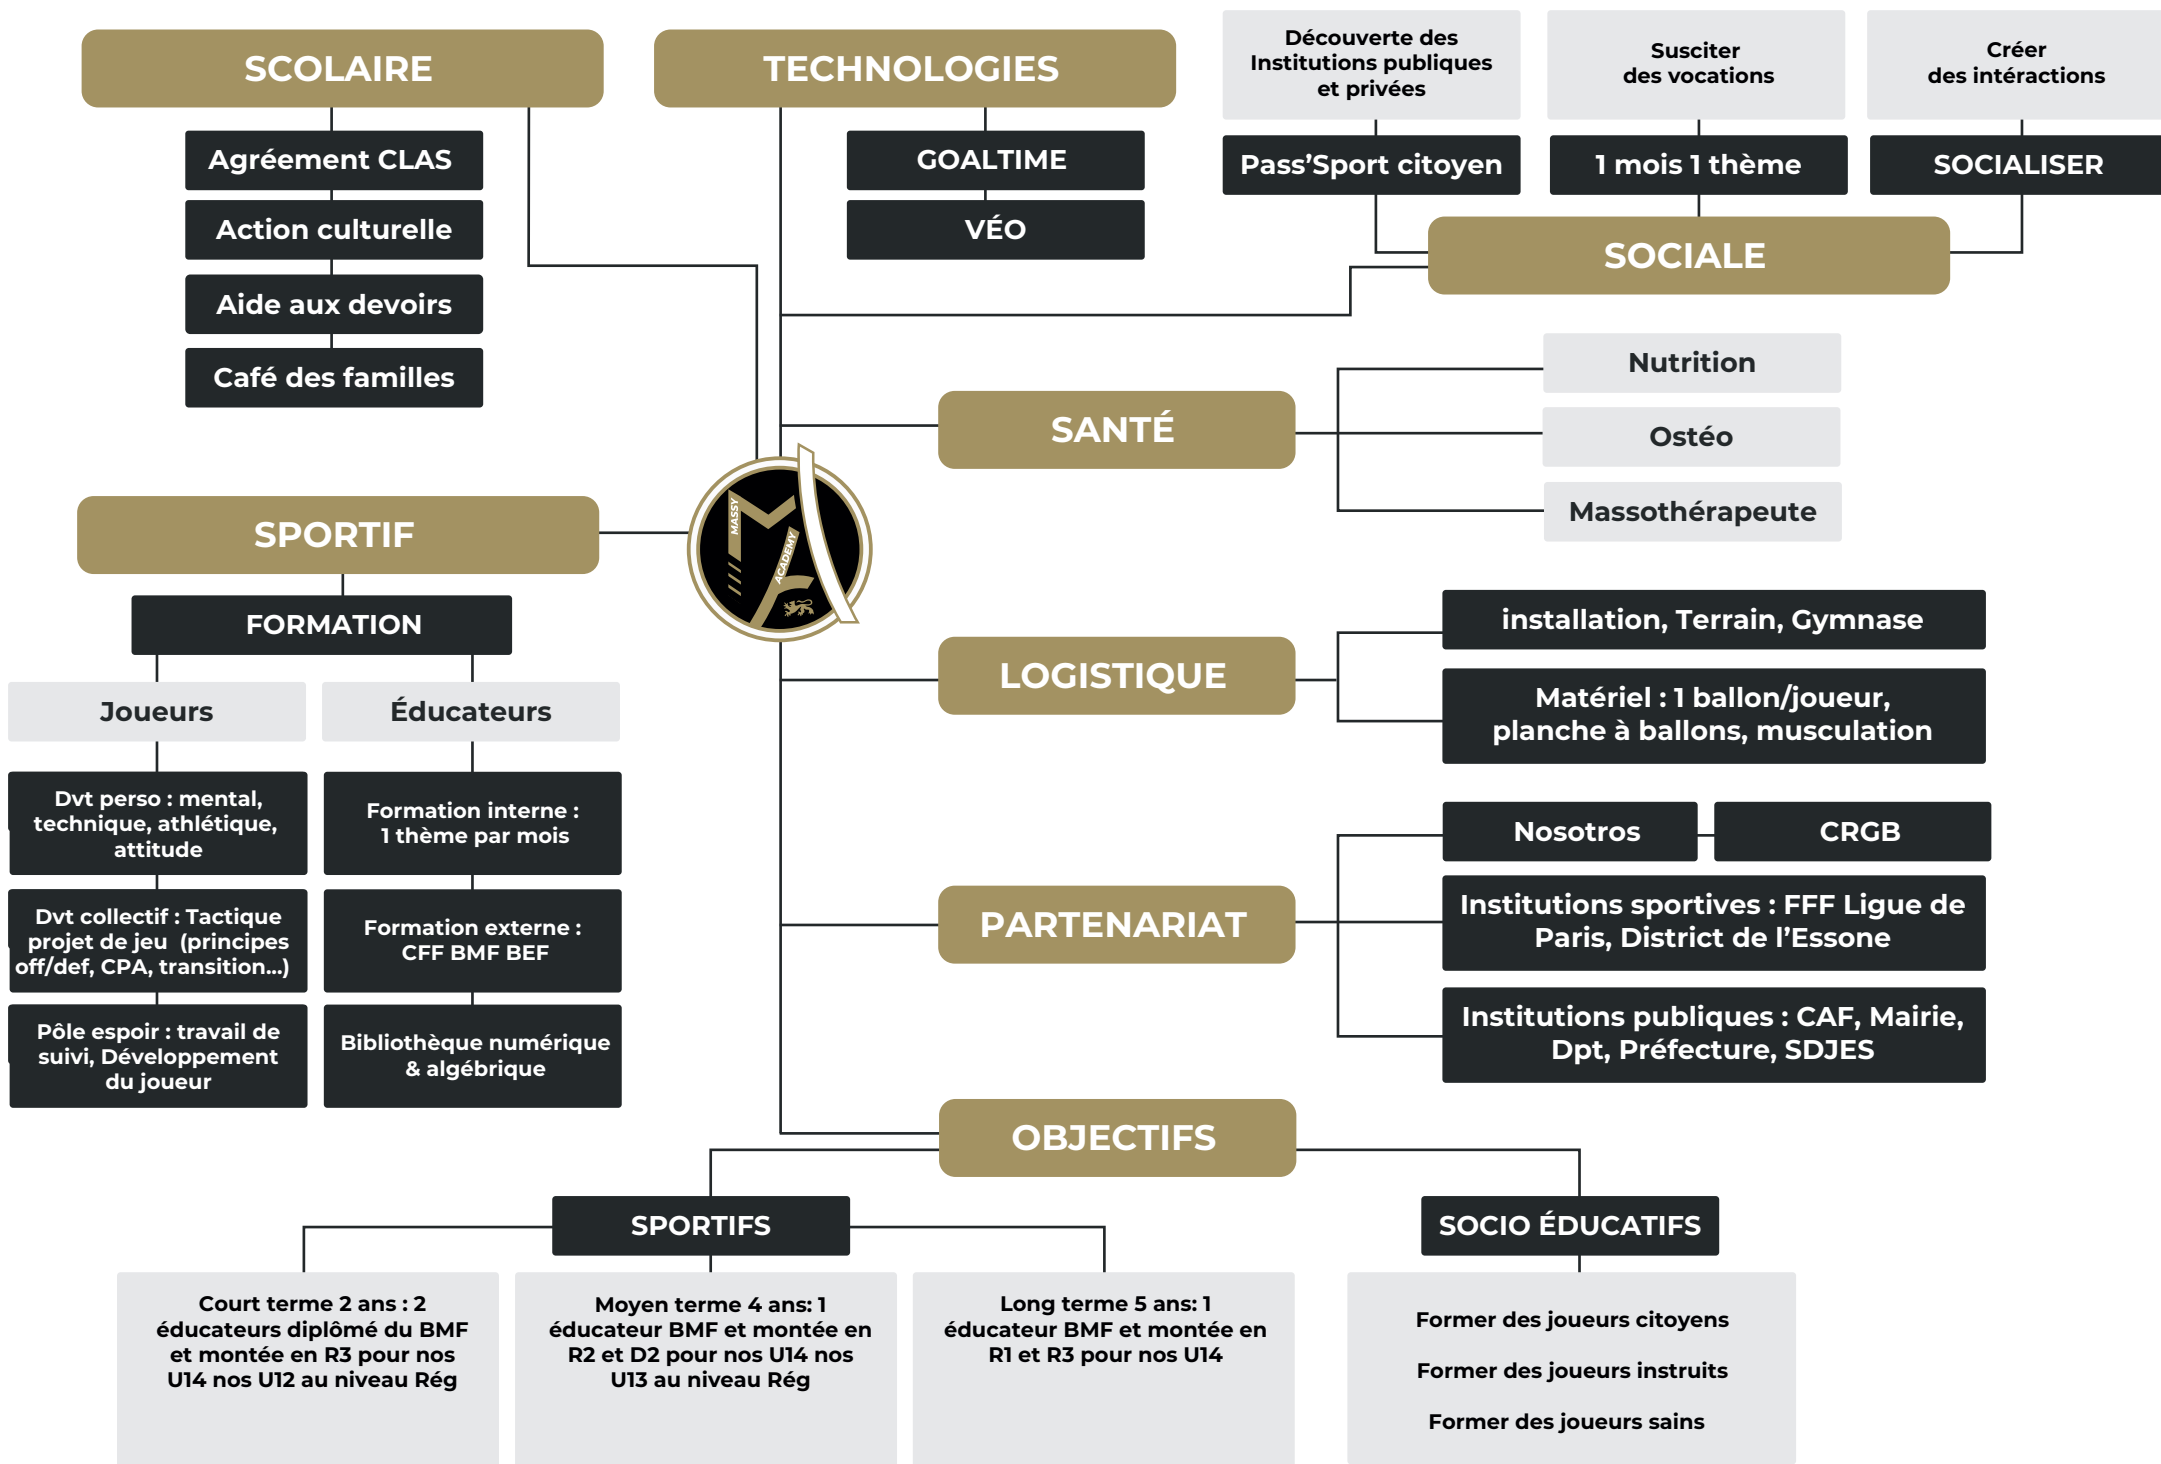 SCOLAIRE
Agréement CLAS
Action culturelle
Aide aux devoirs
Café des familles
TECHNOLOGIES
GOALTIME
VÉO
Découverte des
Institutions publiques
et privées
Susciter
des vocations
Créer
des intéractions
Pass'Sport citoyen
1 mois 1 thème
SOCIALISER
SOCIALE
SANTÉ
Nutrition
Ostéo
Massothérapeute
MASSY
ACADEMY
SPORTIF
FORMATION
Joueurs
Éducateurs
Dvt perso : mental,
technique, athlétique,
attitude
Formation interne :
1 thème par mois
Dvt collectif : Tactique
projet de jeu (principes
off/def, CPA, transition...)
Formation externe :
CFF BMF BEF
Pôle espoir : travail de
suivi, Développement
du joueur
Bibliothèque numérique
& algébrique
LOGISTIQUE
installation, Terrain, Gymnase
Matériel : 1 ballon/joueur,
planche à ballons, musculation
PARTENARIAT
Nosotros
CRGB
Institutions sportives : FFF Ligue de
Paris, District de l'Essone
Institutions publiques : CAF, Mairie,
Dpt, Préfecture, SDJES
OBJECTIFS
SPORTIFS
SOCIO ÉDUCATIFS
Court terme 2 ans : 2
éducateurs diplômé du BMF
et montée en R3 pour nos
U14 nos U12 au niveau Rég
Moyen terme 4 ans: 1
éducateur BMF et montée en
R2 et D2 pour nos U14 nos
U13 au niveau Rég
Long terme 5 ans: 1
éducateur BMF et montée en
R1 et R3 pour nos U14
Former des joueurs citoyens
Former des joueurs instruits
Former des joueurs sains